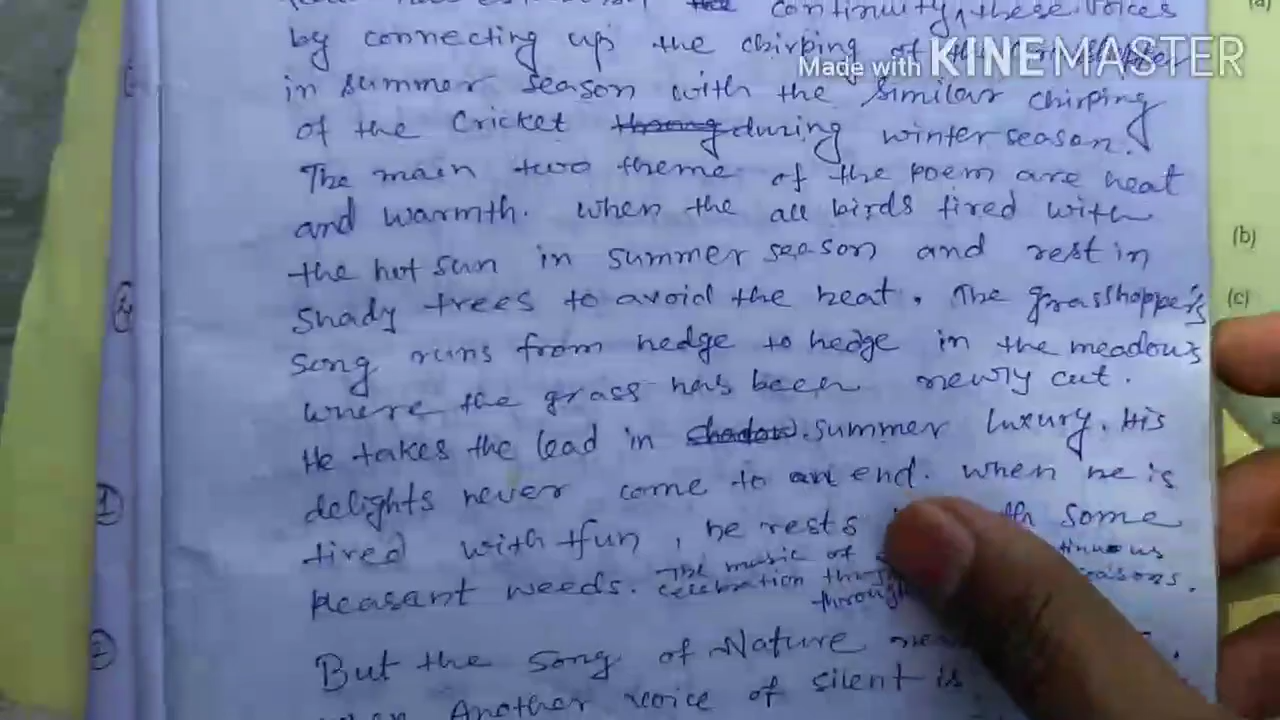 continuity, these voices
by connecting up the chirping of the
Made with KINEMASTER
in summer season with the similar chirping
of the Cricket during winter season.
The main two theme of the poem are heat
and warmth. When the all birds tired with
the hot sun in summer season and rest in
Shady trees to avoid the heat. The grasshopper's
Song runs from hedge to hedge in the meadows
where the grass has been newly cut.
He takes the lead in summer luxury. His
delights never come to an end. When he is
tired with fun, he rests some
pleasant weeds. The music of
celebration
through
But the song of Nature
Another voice of silent is
(b)
(c)